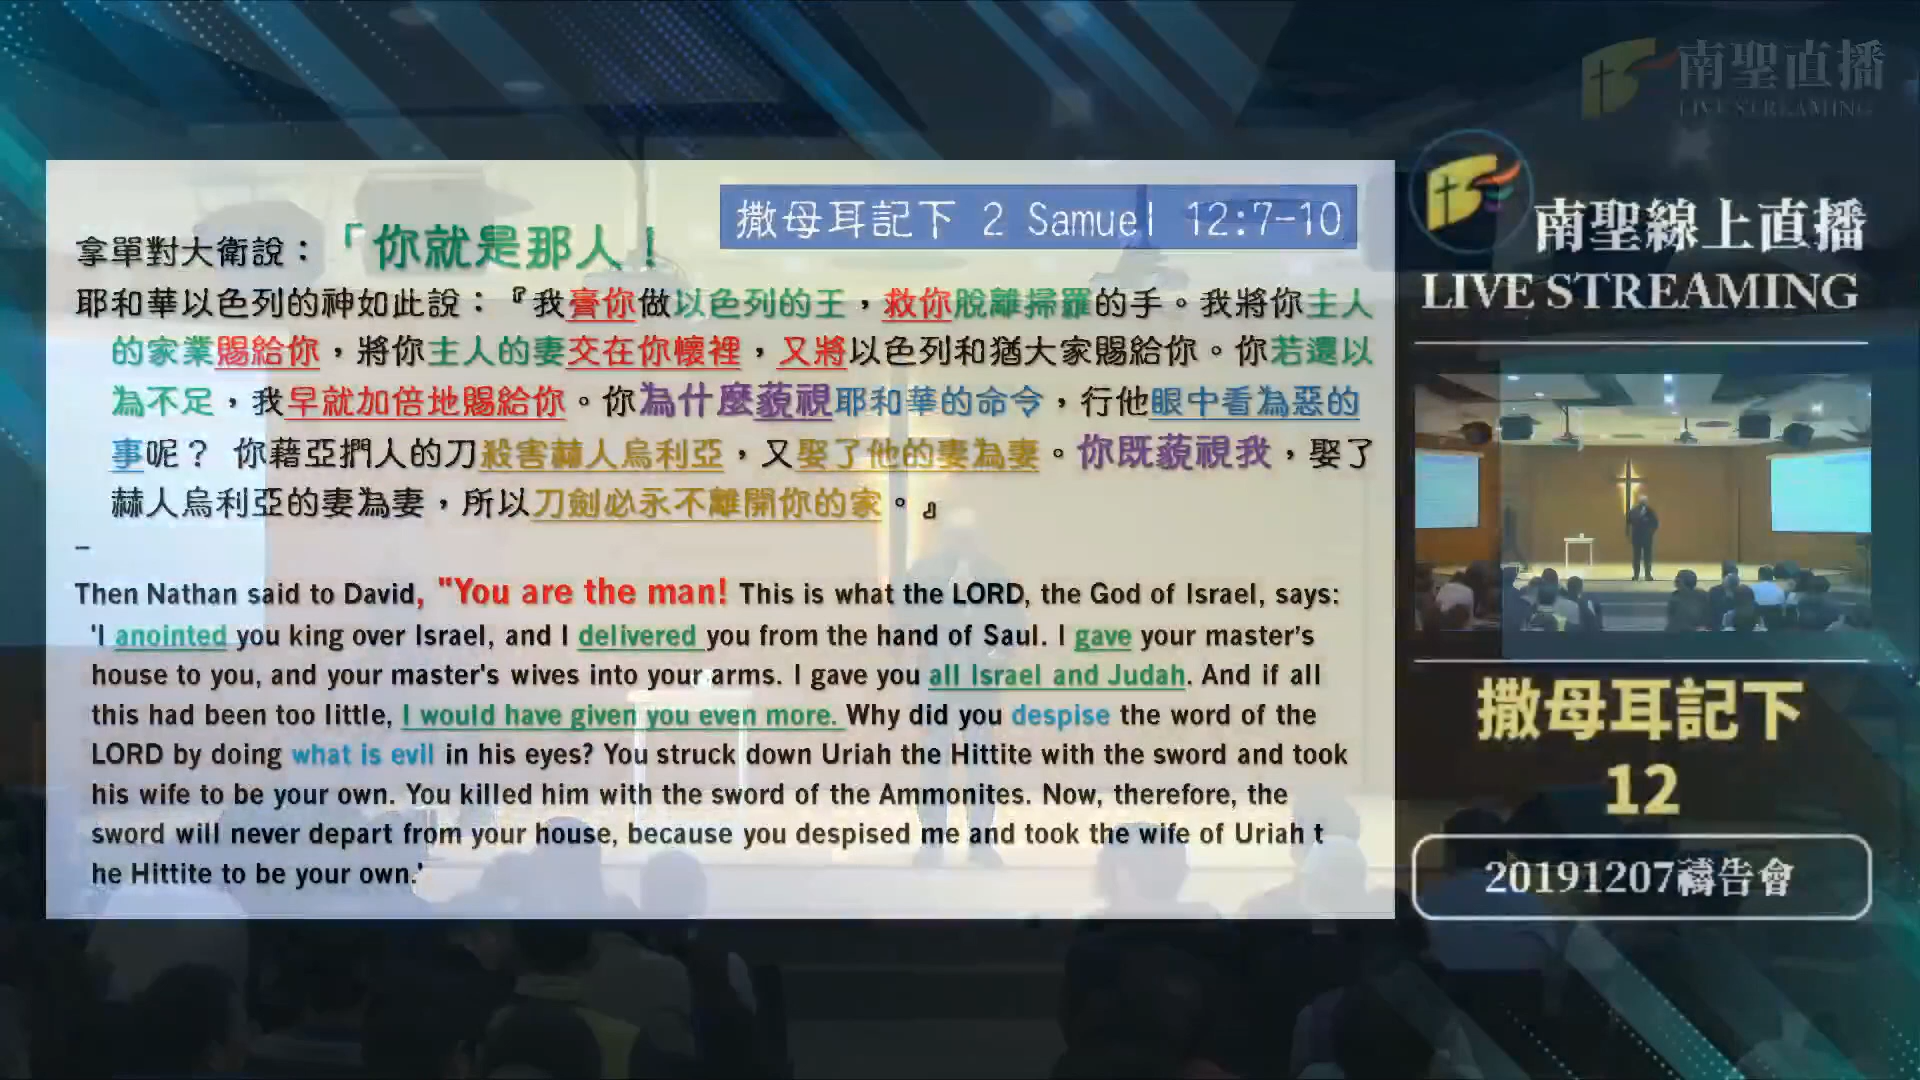 南聖直播
LIVE STREAMING
撒母耳記下 2 Samuel 12:7-10
拿單對大衛說：「你就是那人！
耶和華以色列的神如此說：『我膏你做以色列的王，救你脫離掃羅的手。我將你主人
的家業賜給你，將你主人的妻交在你懷裡，又將以色列和猶大家賜給你。你若還以
為不足，我早就加倍地賜給你。你為什麼藐視耶和華的命令，行他眼中看為惡的
事呢？ 你藉亞捫人的刀殺害赫人烏利亞，又娶了他的妻為妻。你既藐視我，娶了
赫人烏利亞的妻為妻，所以刀劍必永不離開你的家。』
–
Then Nathan said to David, "You are the man! This is what the LORD, the God of Israel, says:
'I anointed you king over Israel, and I delivered you from the hand of Saul. I gave your master's
house to you, and your master's wives into your arms. I gave you all Israel and Judah. And if all
this had been too little, I would have given you even more. Why did you despise the word of the
LORD by doing what is evil in his eyes? You struck down Uriah the Hittite with the sword and took
his wife to be your own. You killed him with the sword of the Ammonites. Now, therefore, the
sword will never depart from your house, because you despised me and took the wife of Uriah t
he Hittite to be your own.'
南聖線上直播
LIVE STREAMING
撒母耳記下
12
20191207禱告會